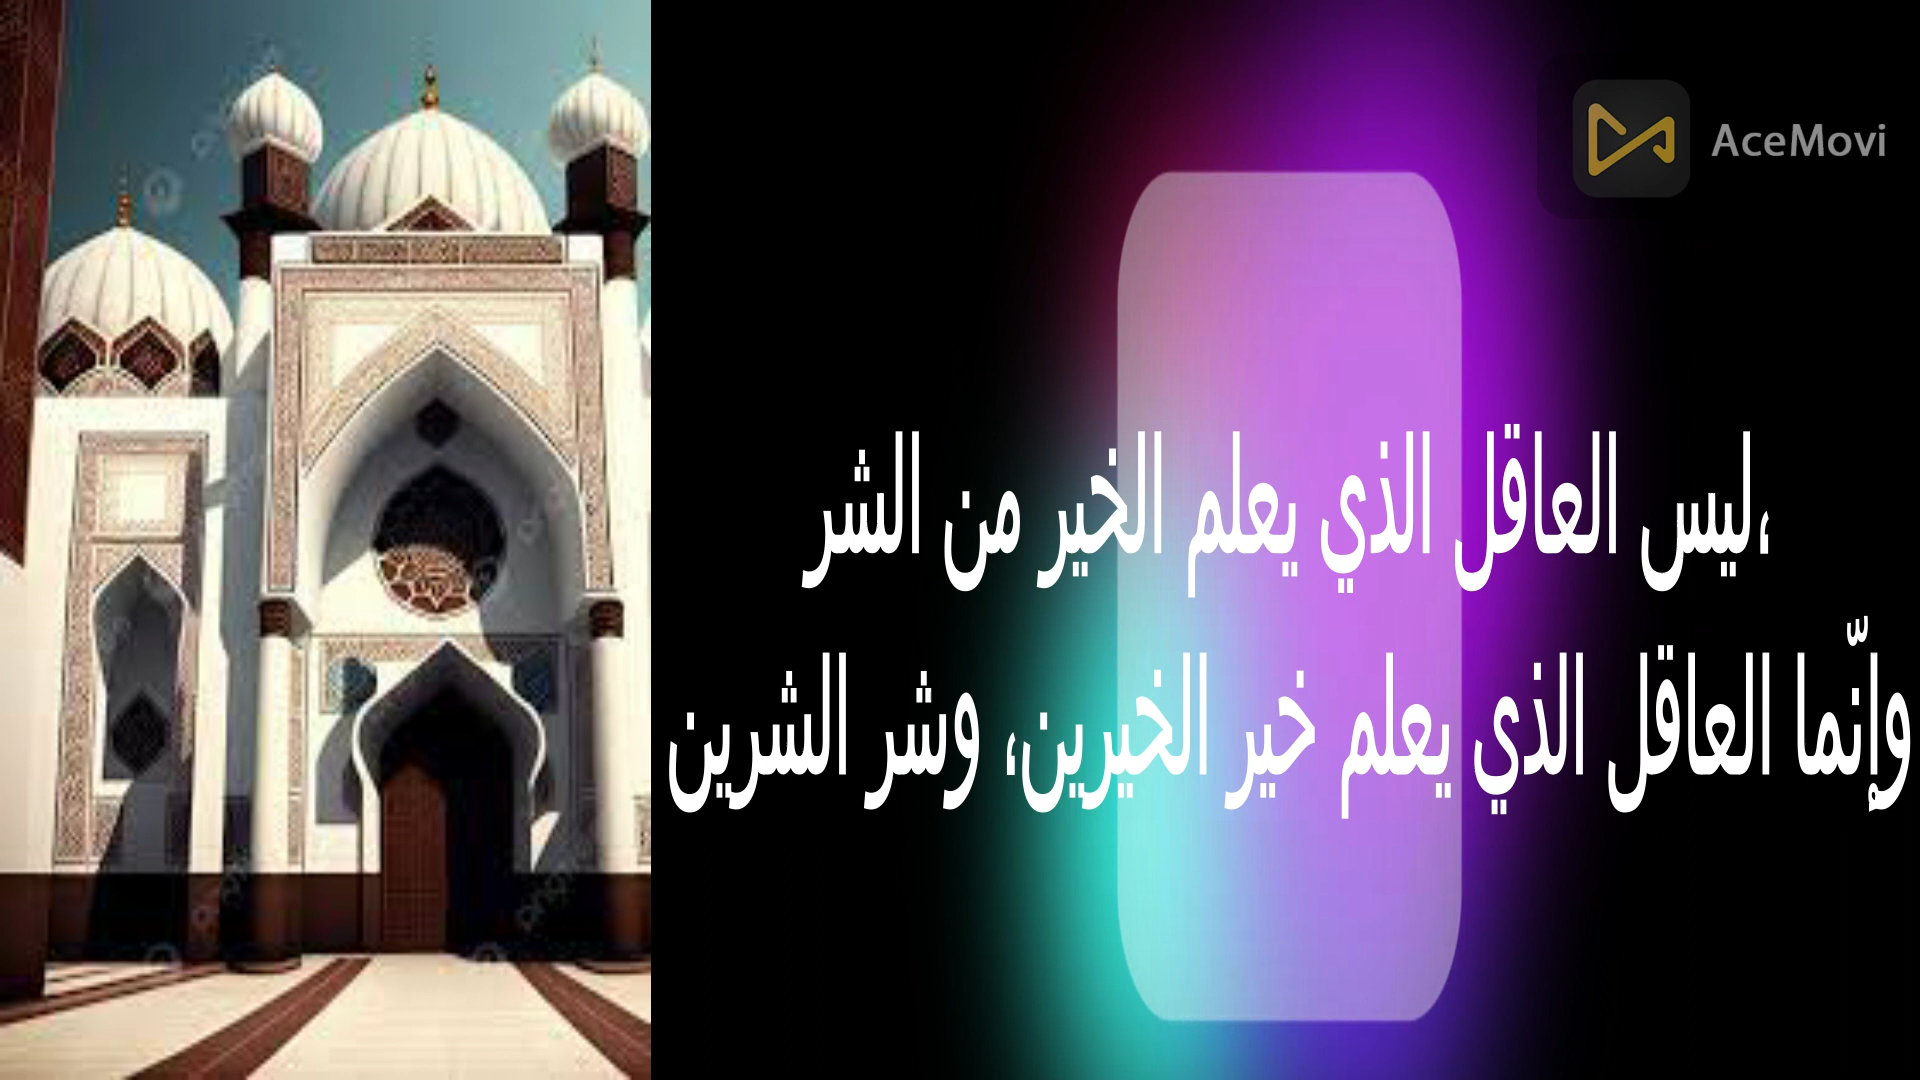 AceMovi
،ليس العاقل الذي يعلم الخير من الشر
وإنّما العاقل الذي يعلم خير الخيرين، وشر الشرين